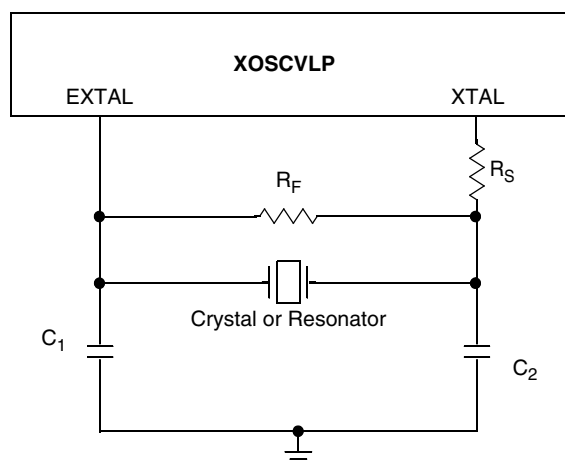 XOSCVLP
EXTAL
XTAL
R_S
R_F
Crystal or Resonator
C_1
C_2